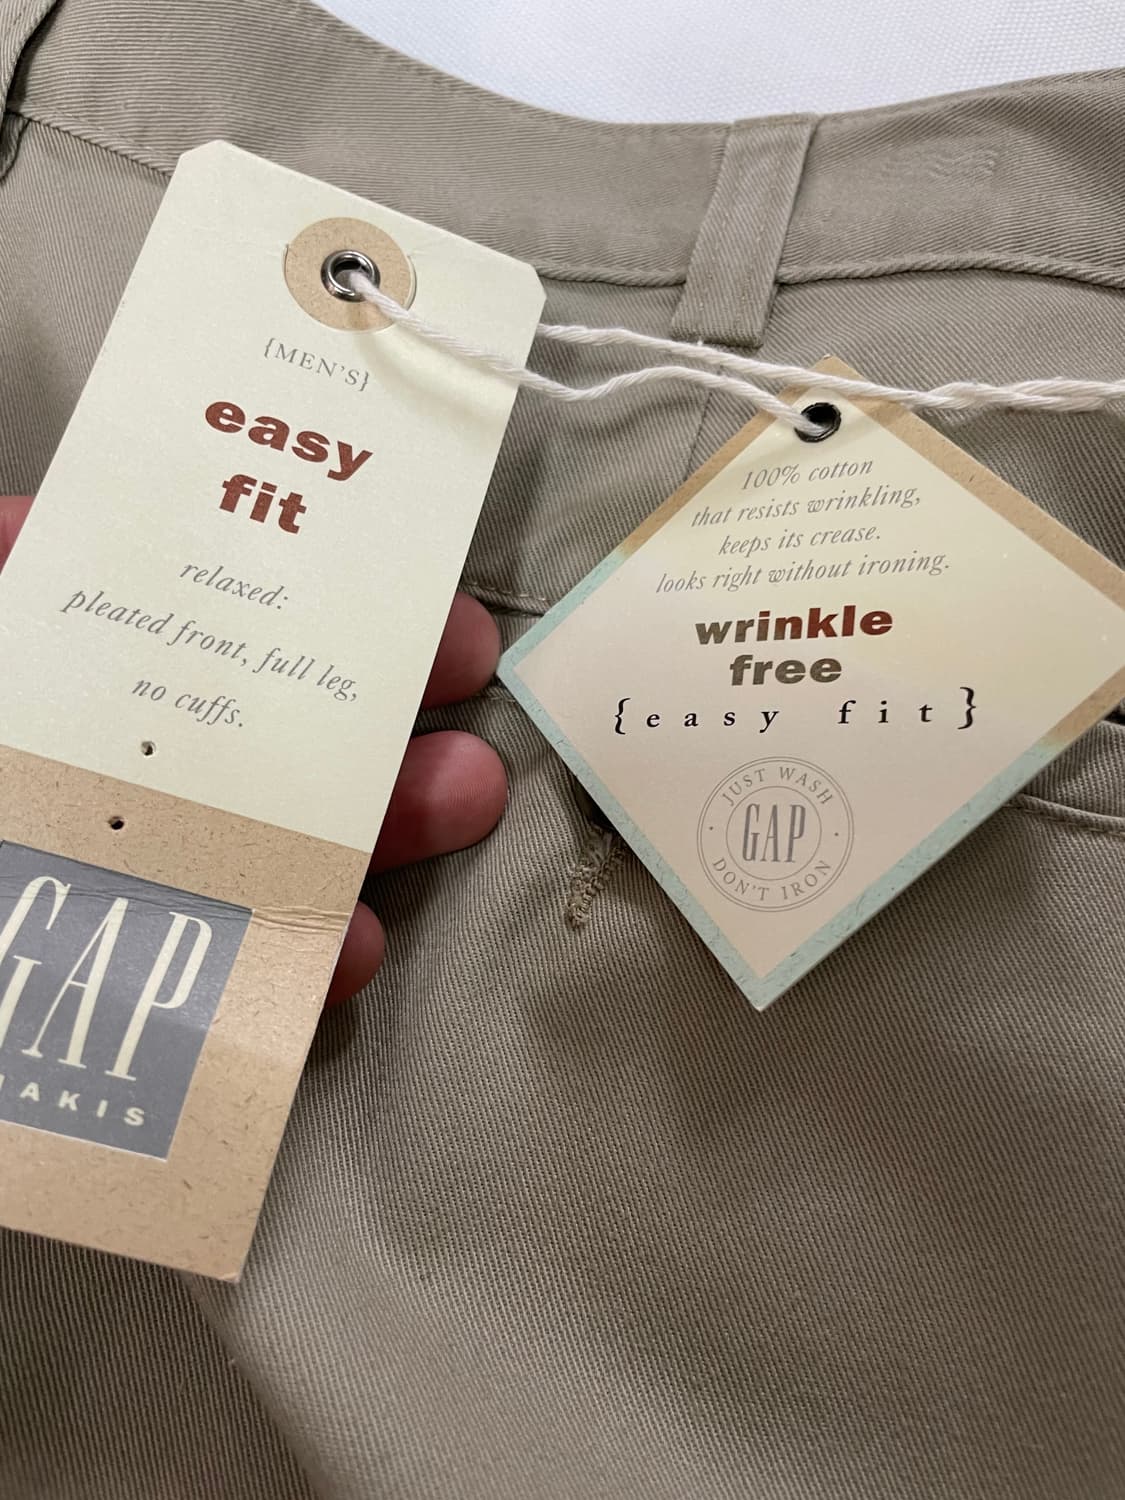 {MEN'S}
easy
fit
relaxed:
pleated front, full leg,
no cuffs.
GAP
HAKIS
100% cotton
that resists wrinkling,
keeps its crease.
looks right without ironing.
wrinkle
free
{easy fit}
JUST WASH
GAP
DON'T IRON